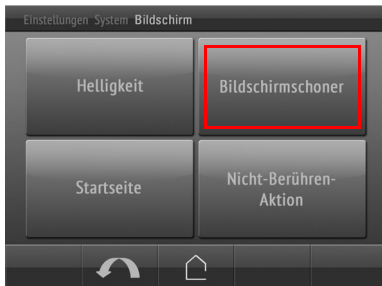 Einstellungen System Bildschirm
Helligkeit
Bildschirmschoner
Startseite
Nicht-Berühren-
Aktion